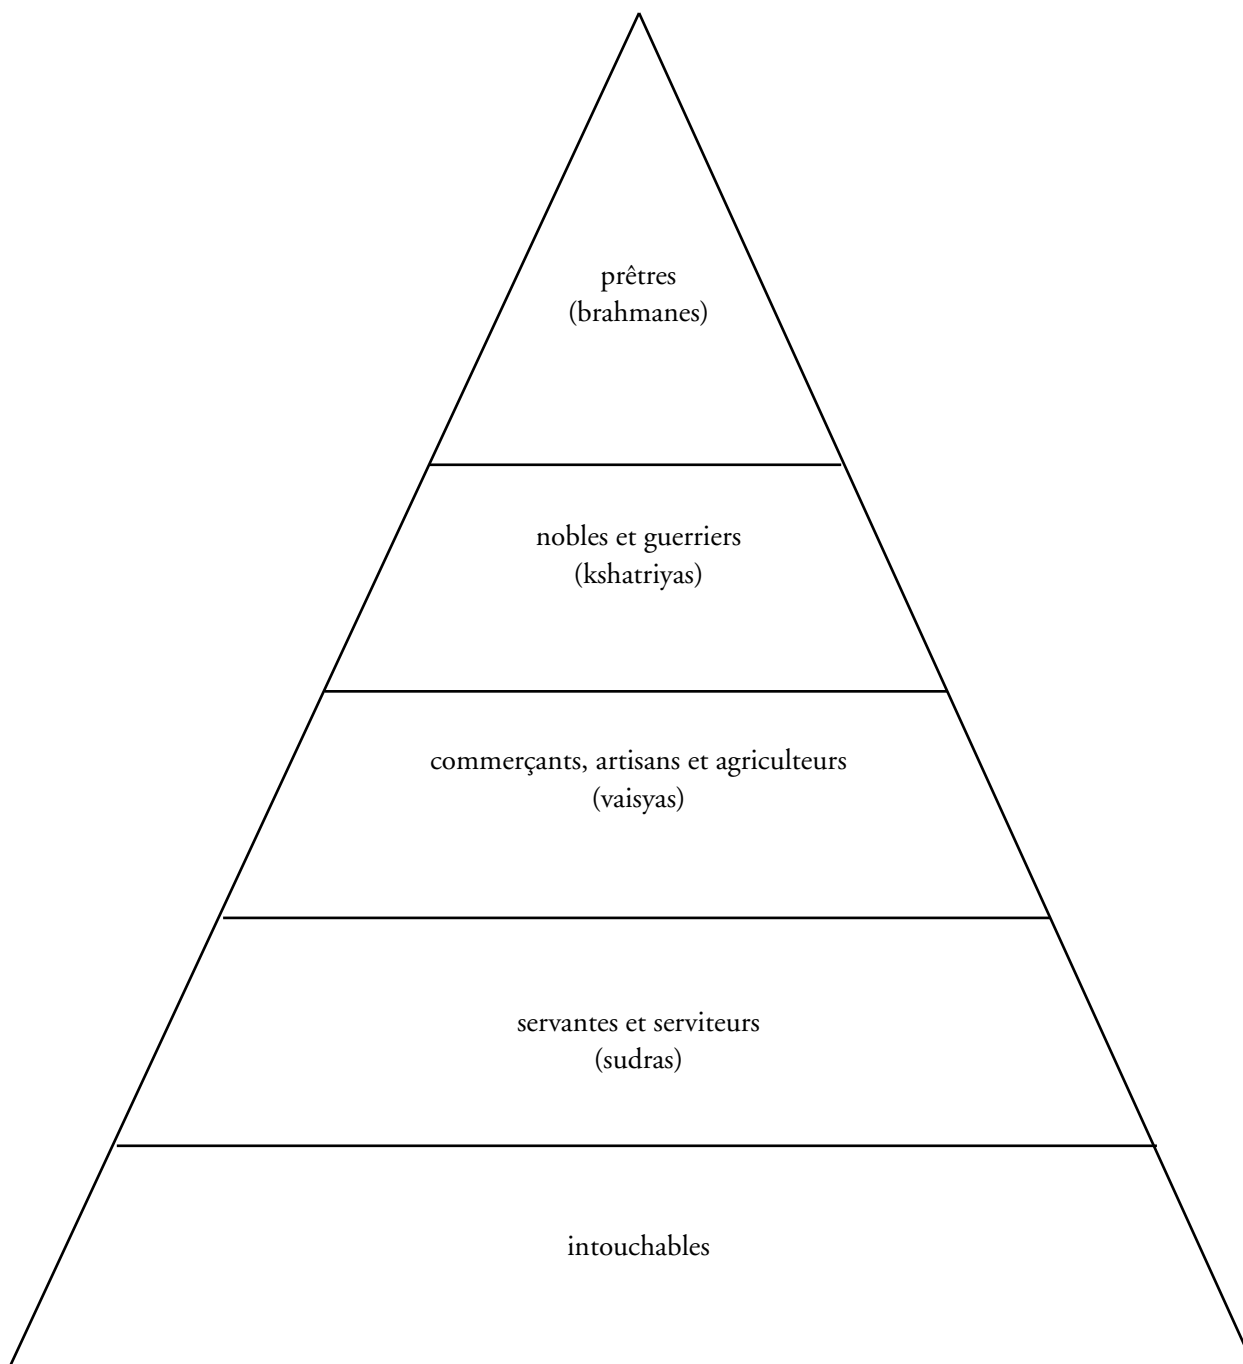 prêtres
(brahmanes)
nobles et guerriers
(kshatriyas)
commerçants, artisans et agriculteurs
(vaisyas)
servantes et serviteurs
(sudras)
intouchables